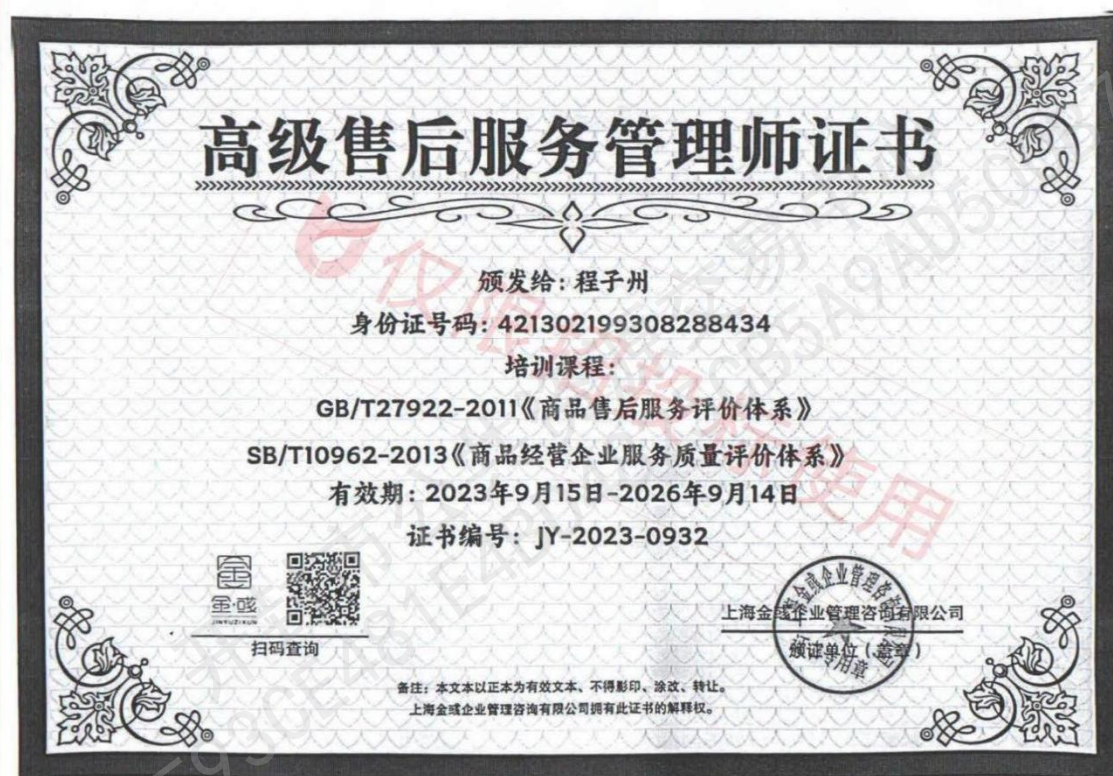 高级售后服务管理师证书
颁发给：程子州
身份证号码：421302199308288434
培训课程：
GB/T27922-2011《商品售后服务评价体系》
SB/T10962-2013《商品经营企业服务质量评价体系》
有效期：2023年9月15日-2026年9月14日
证书编号：JY-2023-0932
仅限招投标使用
金·彧
JINYUZIXUN
扫码查询
上海金彧企业管理咨询有限公司
颁证单位（盖章）
备注：本文本以正本为有效文本、不得影印、涂改、转让。
上海金彧企业管理咨询有限公司拥有此证书的解释权。